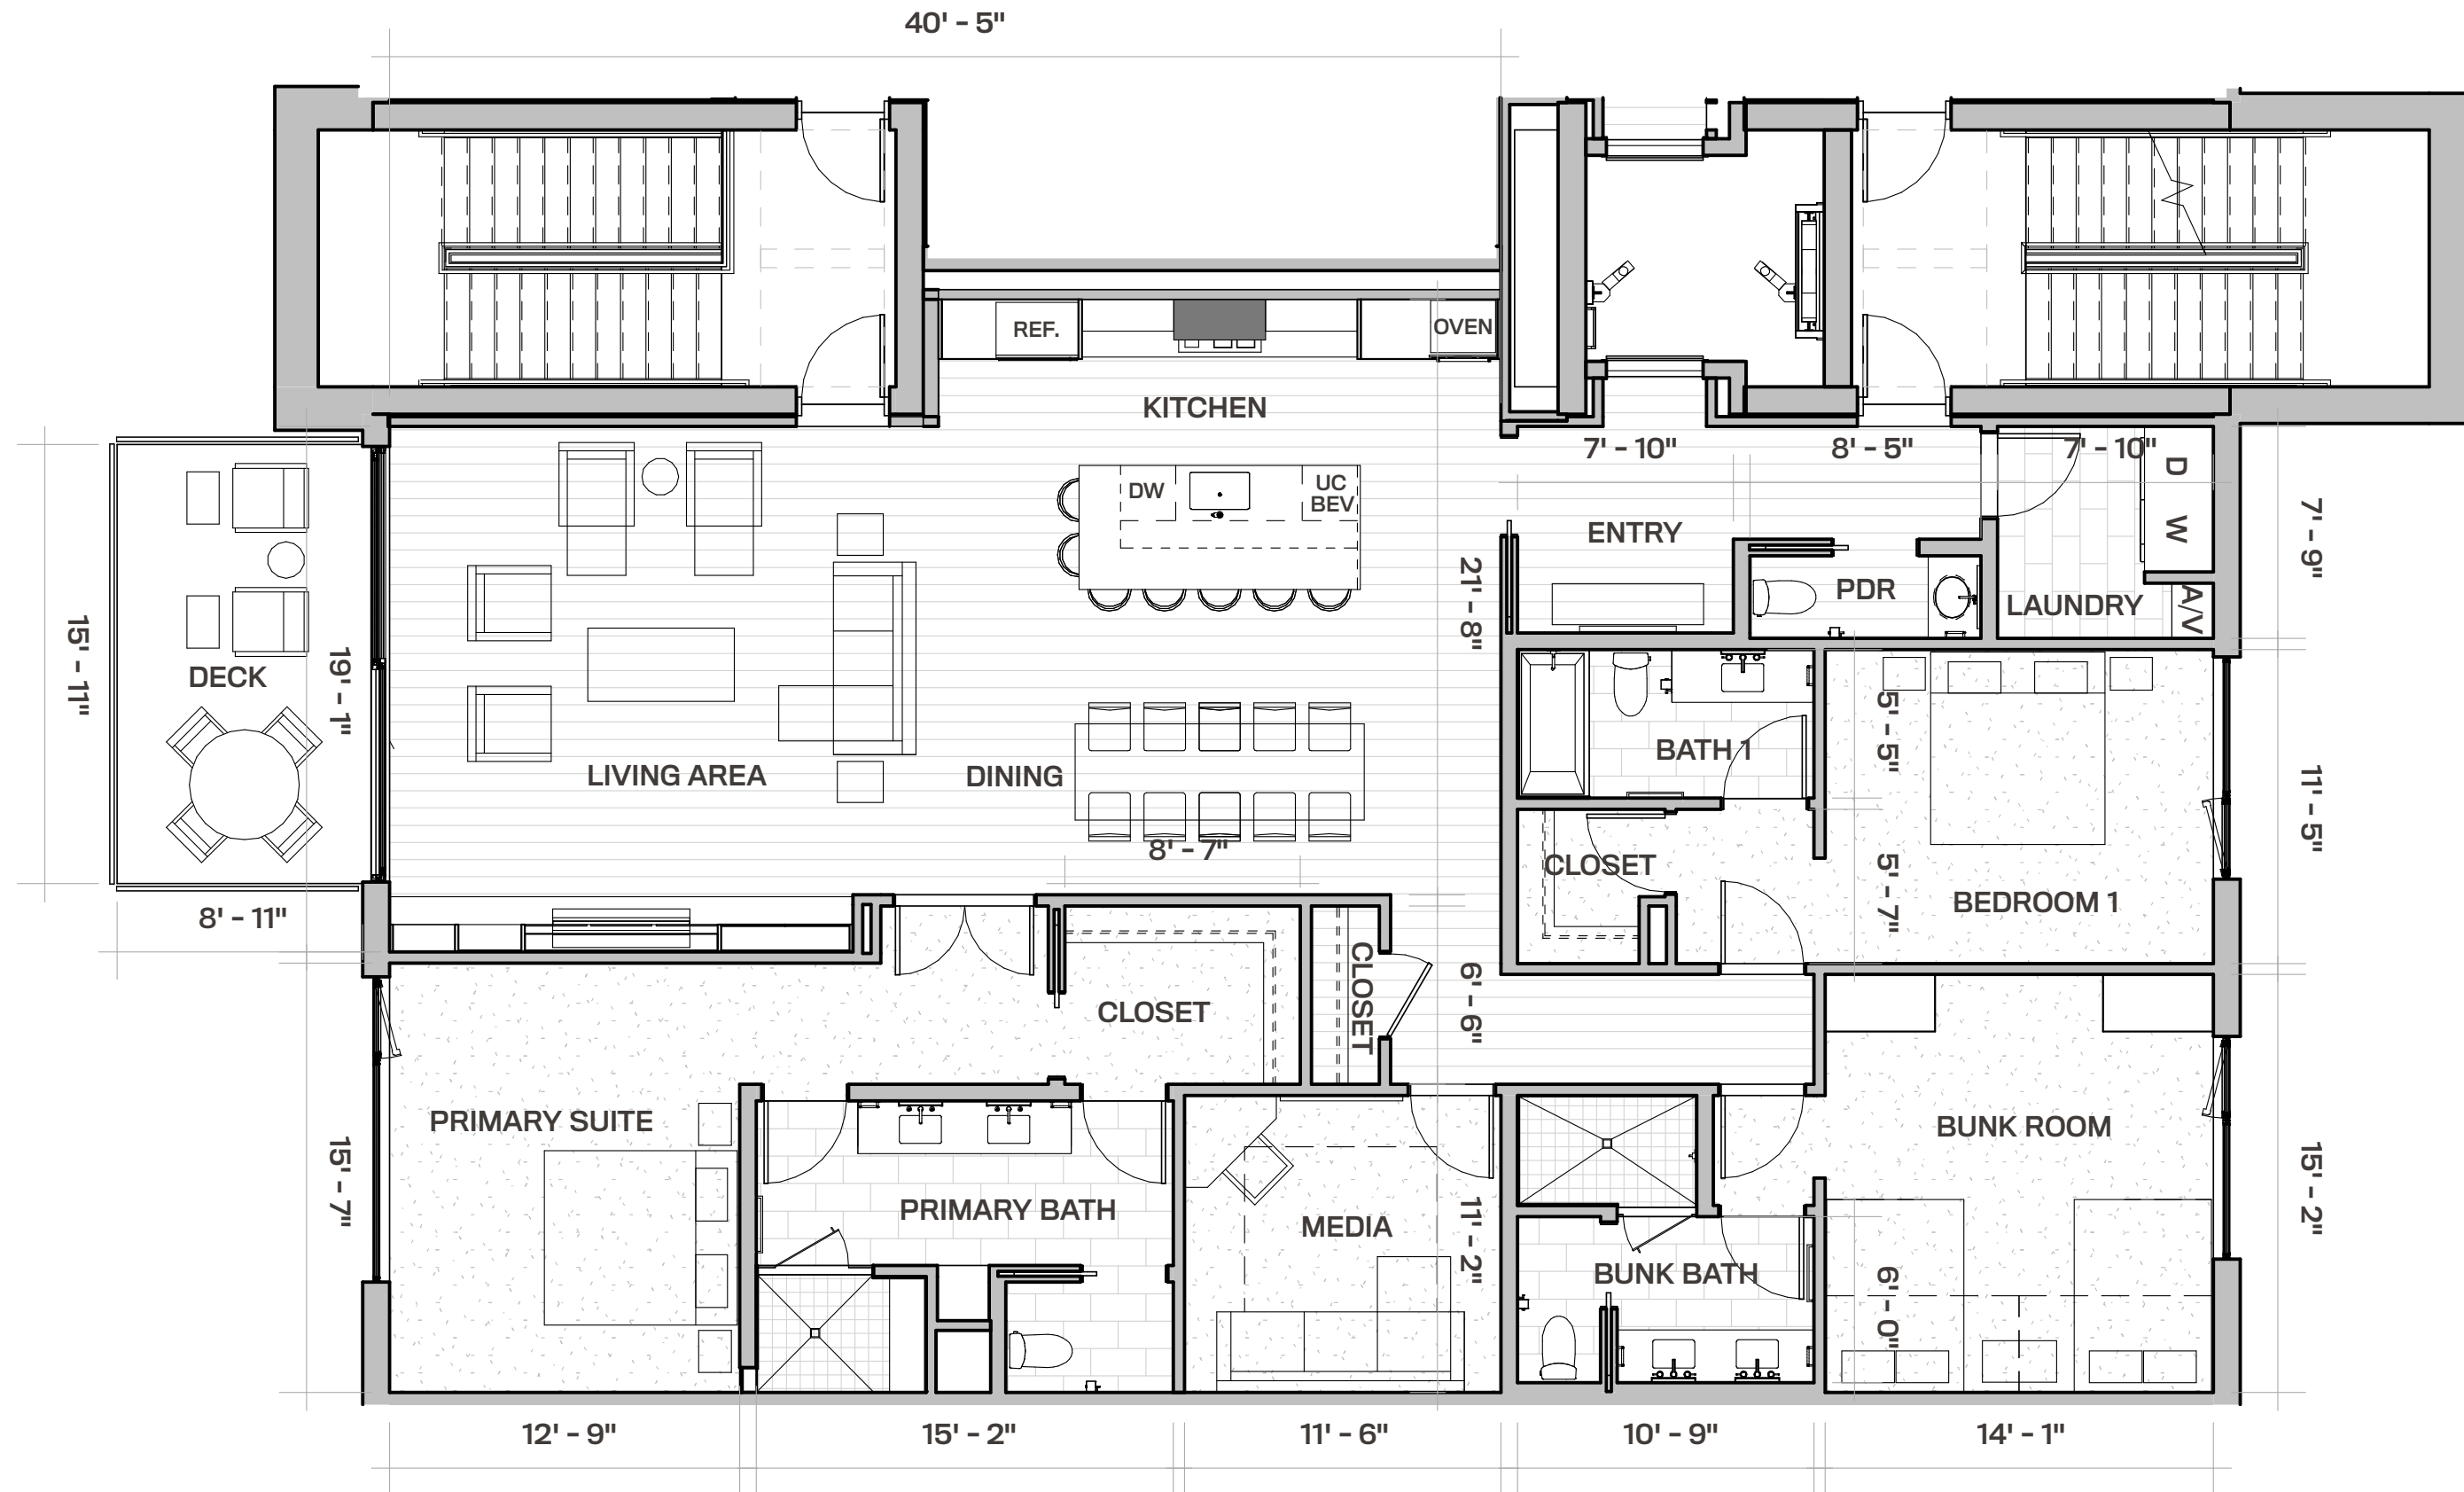 40' - 5"
REF.
OVEN
KITCHEN
7' - 10"
8' - 5"
7' - 10"
D
W
DW
UC
BEV
ENTRY
7' - 9"
PDR
LAUNDRY
A/V
21' - 8"
15' - 11"
DECK
19' - 1"
LIVING AREA
DINING
BATH 1
5' - 5"
11' - 5"
8' - 7"
CLOSET
5' - 7"
BEDROOM 1
8' - 11"
CLOSET
CLOSET
6' - 6"
PRIMARY SUITE
BUNK ROOM
15' - 7"
PRIMARY BATH
MEDIA
11' - 2"
15' - 2"
BUNK BATH
6' - 0"
12' - 9"
15' - 2"
11' - 6"
10' - 9"
14' - 1"